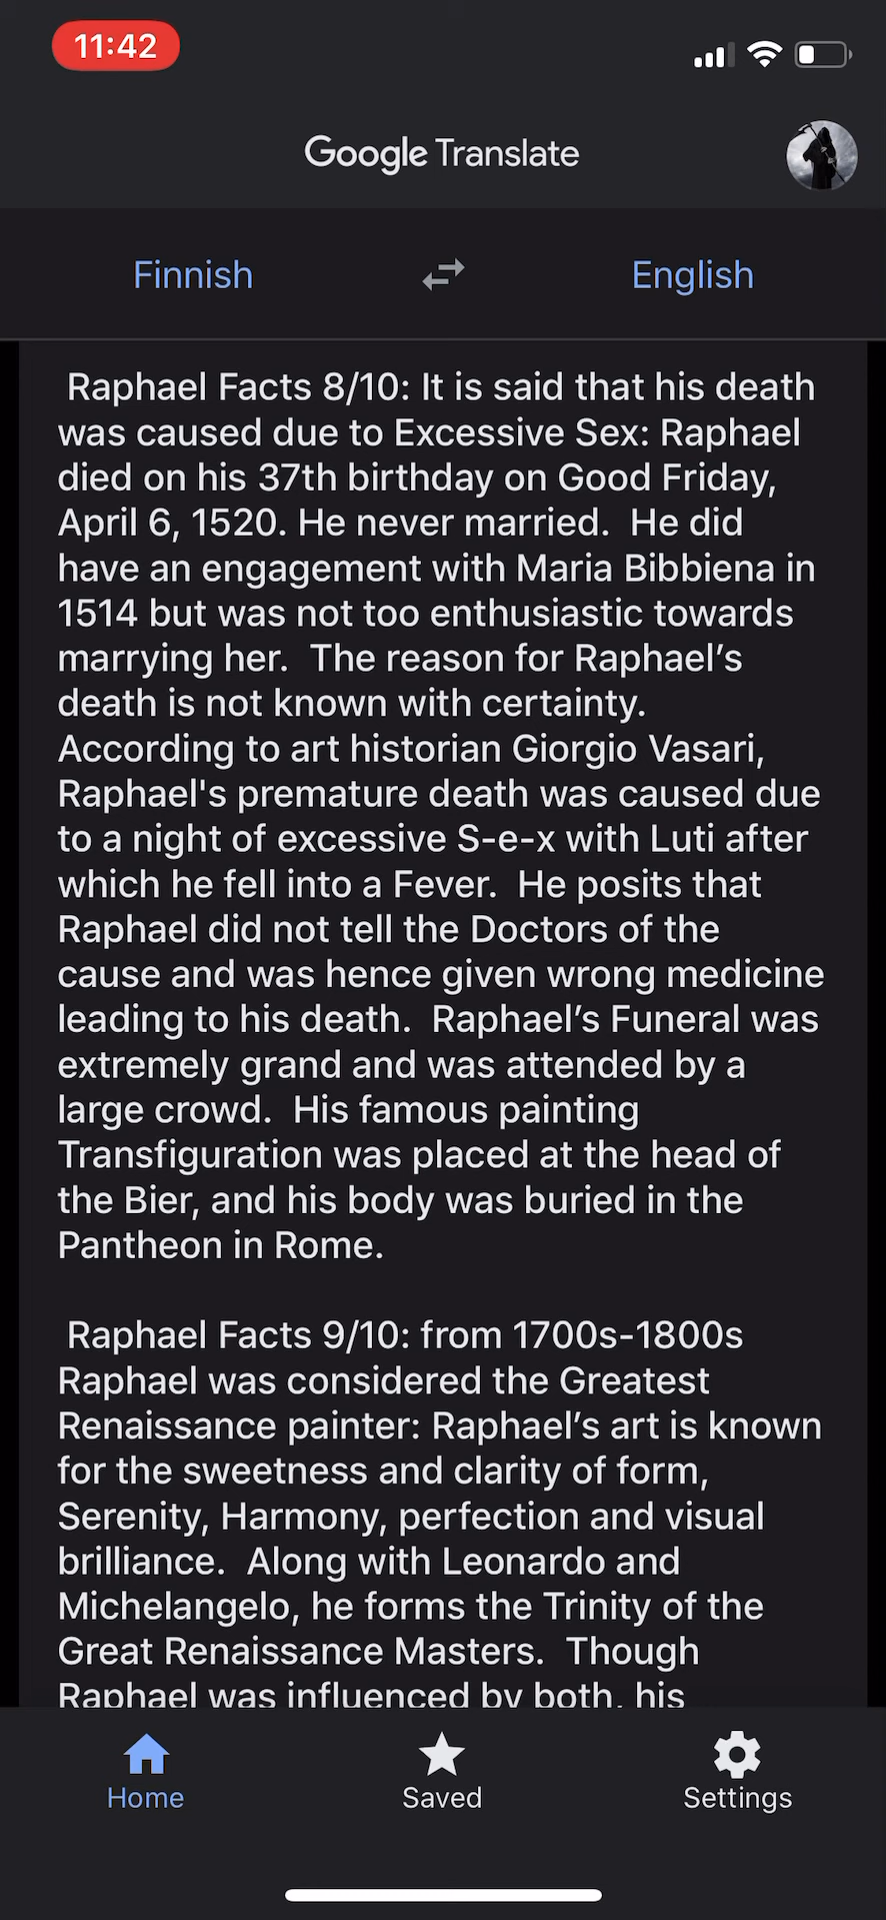 11:42
Google Translate
Finnish
English
Raphael Facts 8/10: It is said that his death
was caused due to Excessive Sex: Raphael
died on his 37th birthday on Good Friday,
April 6, 1520. He never married.  He did
have an engagement with Maria Bibbiena in
1514 but was not too enthusiastic towards
marrying her.  The reason for Raphael’s
death is not known with certainty.
According to art historian Giorgio Vasari,
Raphael's premature death was caused due
to a night of excessive S-e-x with Luti after
which he fell into a Fever.  He posits that
Raphael did not tell the Doctors of the
cause and was hence given wrong medicine
leading to his death.  Raphael’s Funeral was
extremely grand and was attended by a
large crowd.  His famous painting
Transfiguration was placed at the head of
the Bier, and his body was buried in the
Pantheon in Rome.
Raphael Facts 9/10: from 1700s-1800s
Raphael was considered the Greatest
Renaissance painter: Raphael’s art is known
for the sweetness and clarity of form,
Serenity, Harmony, perfection and visual
brilliance.  Along with Leonardo and
Michelangelo, he forms the Trinity of the
Great Renaissance Masters.  Though
Raphael was influenced by both, his
Home
Saved
Settings